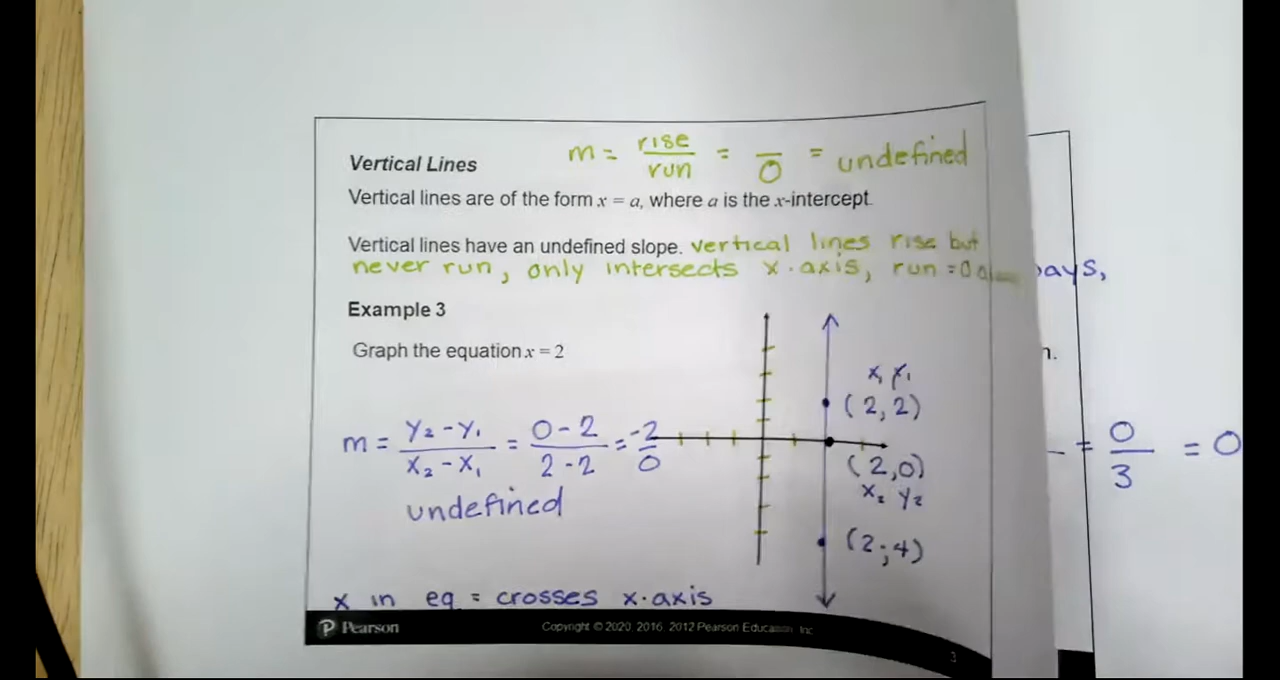 m = rise/run = /0 = undefined
Vertical Lines
Vertical lines are of the form x = a, where a is the x-intercept.
Vertical lines have an undefined slope. vertical lines rise but
never run, only intersects x-axis, run = 0
ays,
Example 3
Graph the equation x = 2
n.
x₁ y₁
(2, 2)
m = y₂ - y₁ / x₂ - x₁ = 0 - 2 / 2 - 2 = -2/0
= 0/3 = 0
(2,0)
x₂ y₂
undefined
(2,-4)
x in eq = crosses x-axis
P Pearson
Copyright © 2020, 2016, 2012 Pearson Education, Inc.
3